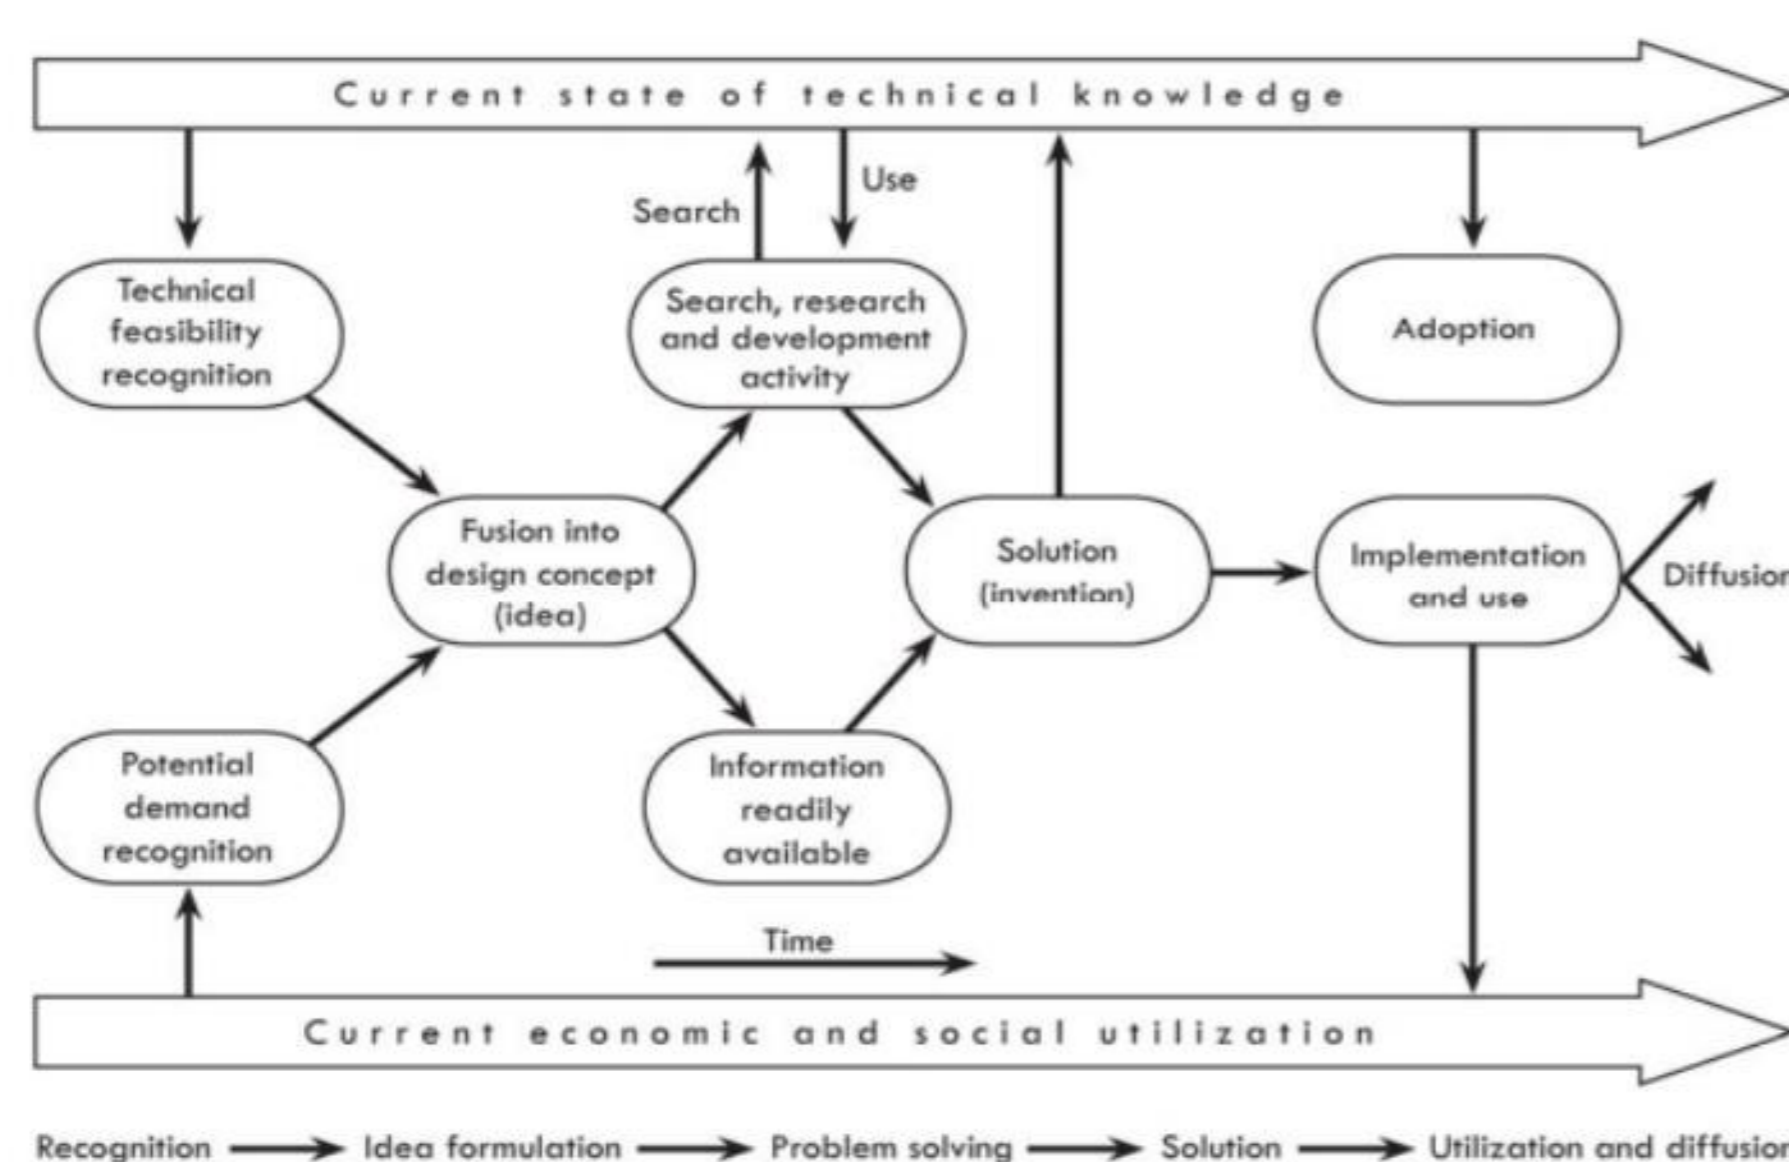 Current state of technical knowledge
Search
Use
Technical
feasibility
recognition
Search, research
and development
activity
Adoption
Fusion into
design concept
(idea)
Solution
(invention)
Implementation
and use
Diffusion
Potential
demand
recognition
Information
readily
available
Time
Current economic and social utilization
Recognition Idea formulation Problem solving Solution Utilization and diffusion